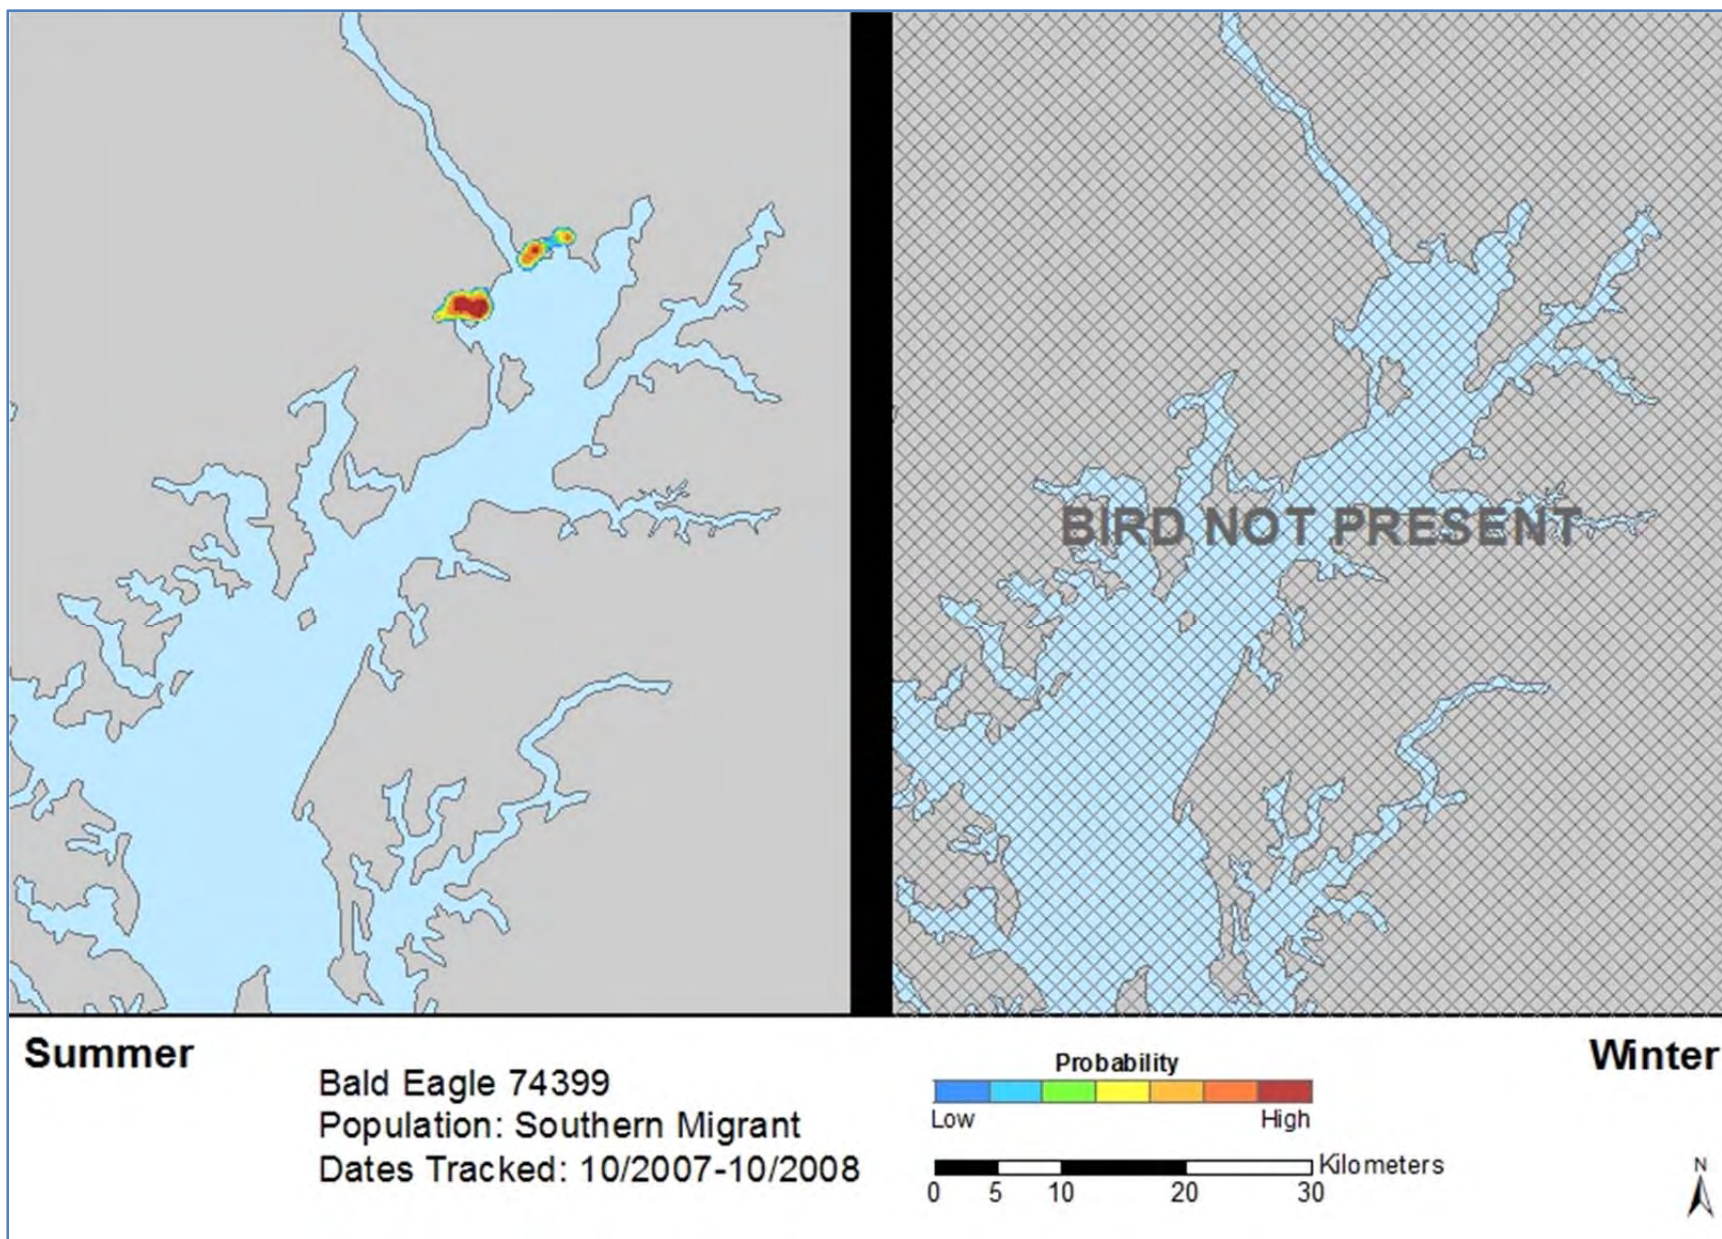 BIRD NOT PRESENT
Summer
Winter
Bald Eagle 74399
Population: Southern Migrant
Dates Tracked: 10/2007-10/2008
Probability
Low High
Kilometers
0 5 10 20 30
N